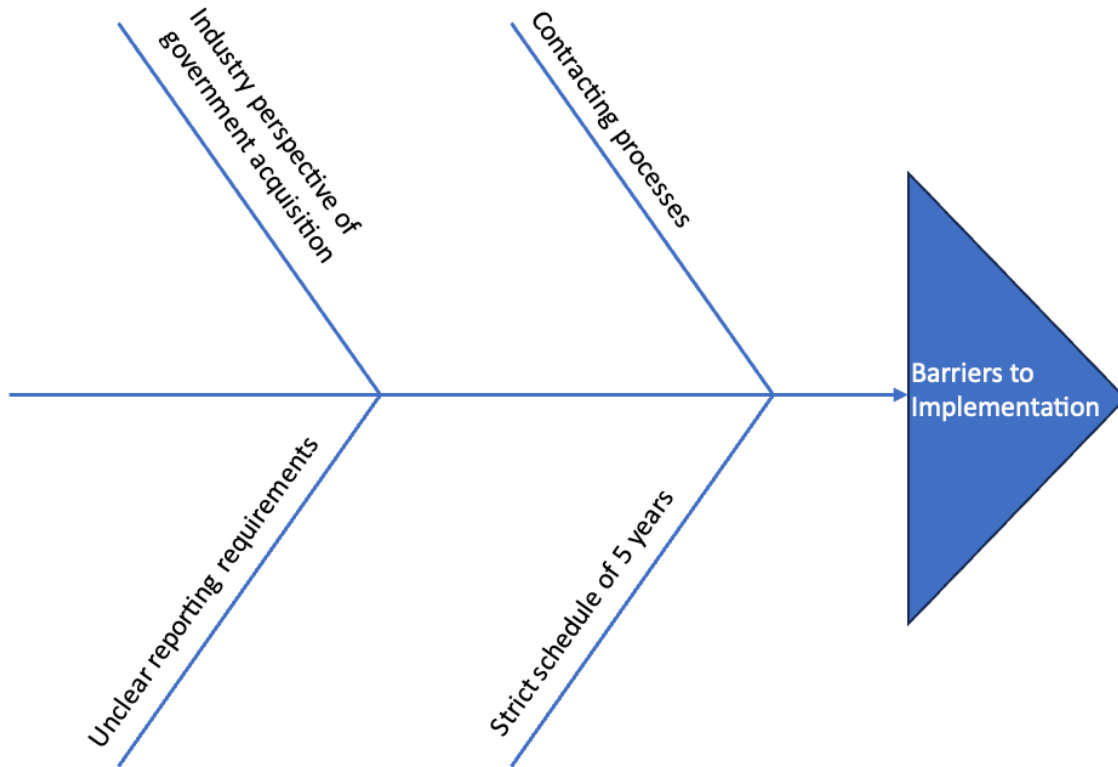 Industry perspective of
government acquisition
Contracting processes
Barriers to
Implementation
Unclear reporting requirements
Strict schedule of 5 years